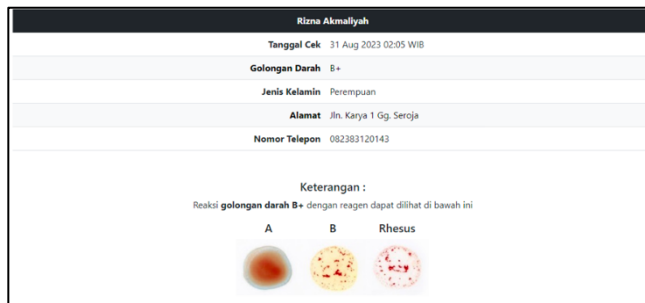 Rizna Akmaliyah
Tanggal Cek 31 Aug 2023 02:05 WIB
Golongan Darah B+
Jenis Kelamin Perempuan
Alamat Jln. Karya 1 Gg. Seroja
Nomor Telepon 082383120143
Keterangan :
Reaksi golongan darah B+ dengan reagen dapat dilihat di bawah ini
A B Rhesus